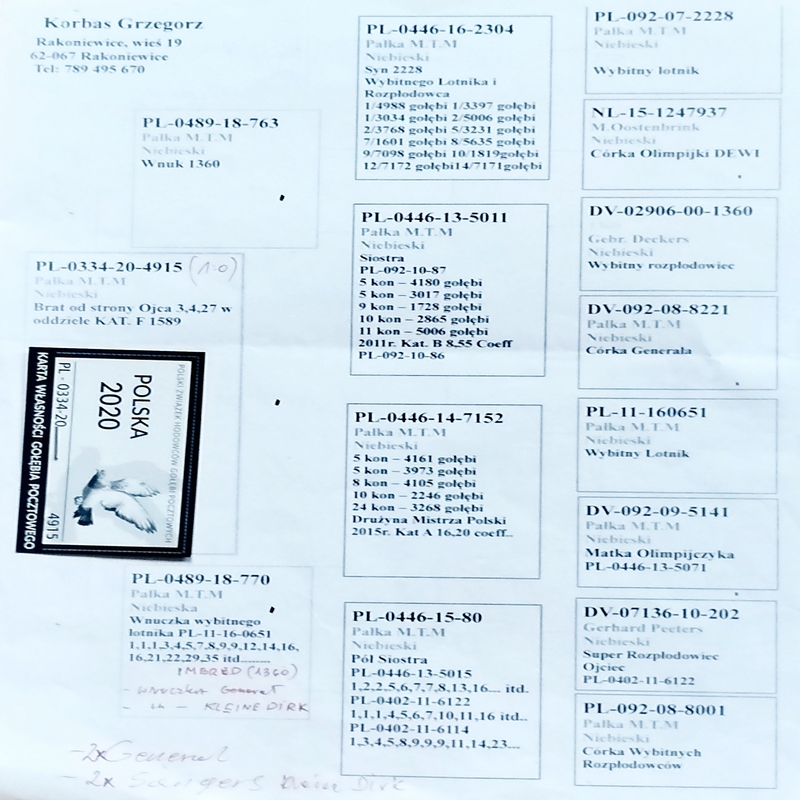 Korbas Grzegorz
Rakoniewice, wieś 19
62-067 Rakoniewice
Tel: 789 495 670
PL-0489-18-763
Pałka M.T.M
Niebieski
Wnuk 1360
PL-0334-20-4915 (1:0)
Pałka M.T.M
Niebieski
Brat od strony Ojca 3,4,27 w
oddziele KAT. F 1589
POLSKI ZWIĄZEK HODOWCÓW GOŁĘBI POCZTOWYCH
POLSKA
2020
PL - 0334-20
4915
KARTA WŁASNOŚCI GOŁĘBIA POCZTOWEGO
PL-0489-18-770
Pałka M.T.M
Niebieska
Wnuczka wybitnego
lotnika PL-11-16-0651
1,1,1,3,4,5,7,8,9,9,12,14,16,
16,21,22,29,35 itd.........
IMBRED (1360)
- wnuczka General
- " - KLEINE DIRK
-2x General
-2x Dirk
PL-0446-16-2304
Pałka M.T.M
Niebieski
Syn 2228
Wybitnego Lotnika i
Rozpłodowca
1/4988 gołębi 1/3397 gołębi
1/3034 gołębi 2/5006 gołębi
2/3768 gołębi 5/3231 gołębi
7/1601 gołębi 8/5635 gołębi
9/7098 gołębi 10/1819gołębi
12/7172 gołębi14/7171gołębi
PL-0446-13-5011
Pałka M.T.M
Niebieski
Siostra
PL-092-10-87
5 kon – 4180 gołębi
5 kon – 3017 gołębi
9 kon – 1728 gołębi
10 kon – 2865 gołębi
11 kon – 5006 gołębi
2011r. Kat. B 8,55 Coeff
PL-092-10-86
PL-0446-14-7152
Pałka M.T.M
Niebieski
5 kon – 4161 gołębi
5 kon – 3973 gołębi
8 kon – 4105 gołębi
10 kon – 2246 gołębi
24 kon – 3268 gołębi
Drużyna Mistrza Polski
2015r. Kat A 16,20 coeff..
PL-0446-15-80
Pałka M.T.M
Niebieski
Pół Siostra
PL-0446-13-5015
1,2,2,5,6,7,7,8,13,16.... itd.
PL-0402-11-6122
1,1,1,4,5,6,7,10,11,16 itd..
PL-0402-11-6114
1,3,4,5,8,9,9,9,11,14,23...
PL-092-07-2228
Pałka M.T.M
Niebieski
Wybitny lotnik
NL-15-1247937
M.Oostenbrink
Niebieski
Córka Olimpijki DEWI
DV-02906-00-1360
Gebr. Deckers
Niebieski
Wybitny rozpłodowiec
DV-092-08-8221
Pałka M.T.M
Niebieski
Córka Generała
PL-11-160651
Pałka M.T.M
Niebieski
Wybitny Lotnik
DV-092-09-5141
Pałka M.T.M
Niebieski
Matka Olimpijczyka
PL-0446-13-5071
DV-07136-10-202
Gerhard Peeters
Niebieski
Super Rozpłodowiec
Ojciec
PL-0402-11-6122
PL-092-08-8001
Pałka M.T.M
Niebieski
Córka Wybitnych
Rozpłodowców